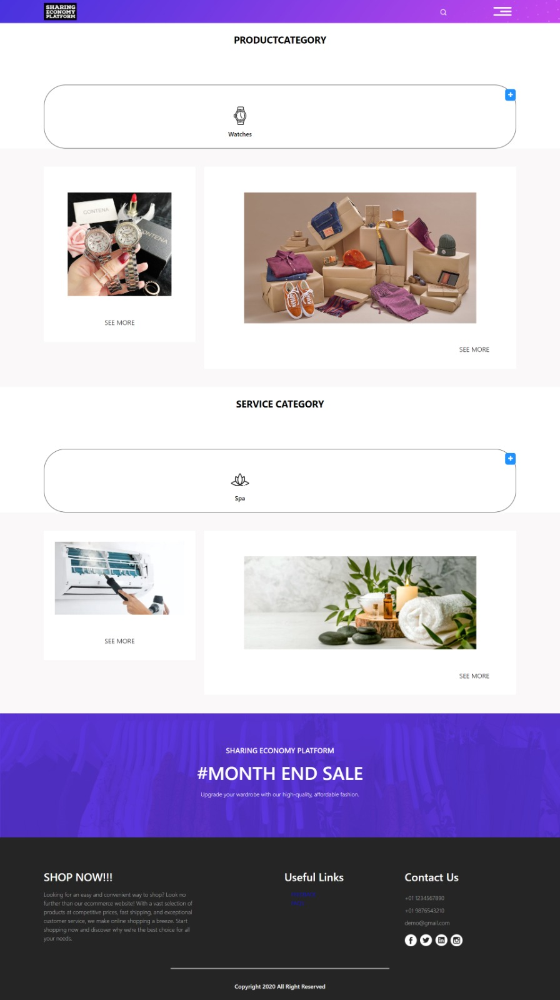 SHARING
ECONOMY
PLATFORM
PRODUCTCATEGORY
Watches
CONTENA
CONTENA
SEE MORE
SEE MORE
SERVICE CATEGORY
Spa
SEE MORE
SEE MORE
SHARING ECONOMY PLATFORM
#MONTH END SALE
Upgrade your wardrobe with our high-quality, affordable fashion.
SHOP NOW!!!
Looking for an easy and convenient way to shop? Look no
further than our ecommerce website! With a vast selection of
products at competitive prices, fast shipping, and exceptional
customer service, we make online shopping a breeze. Start
shopping now and discover why we're the best choice for all
your needs.
Useful Links
Contact Us
+01 1234567890
+01 9876543210
demo@gmail.com
Copyright 2020 All Right Reserved